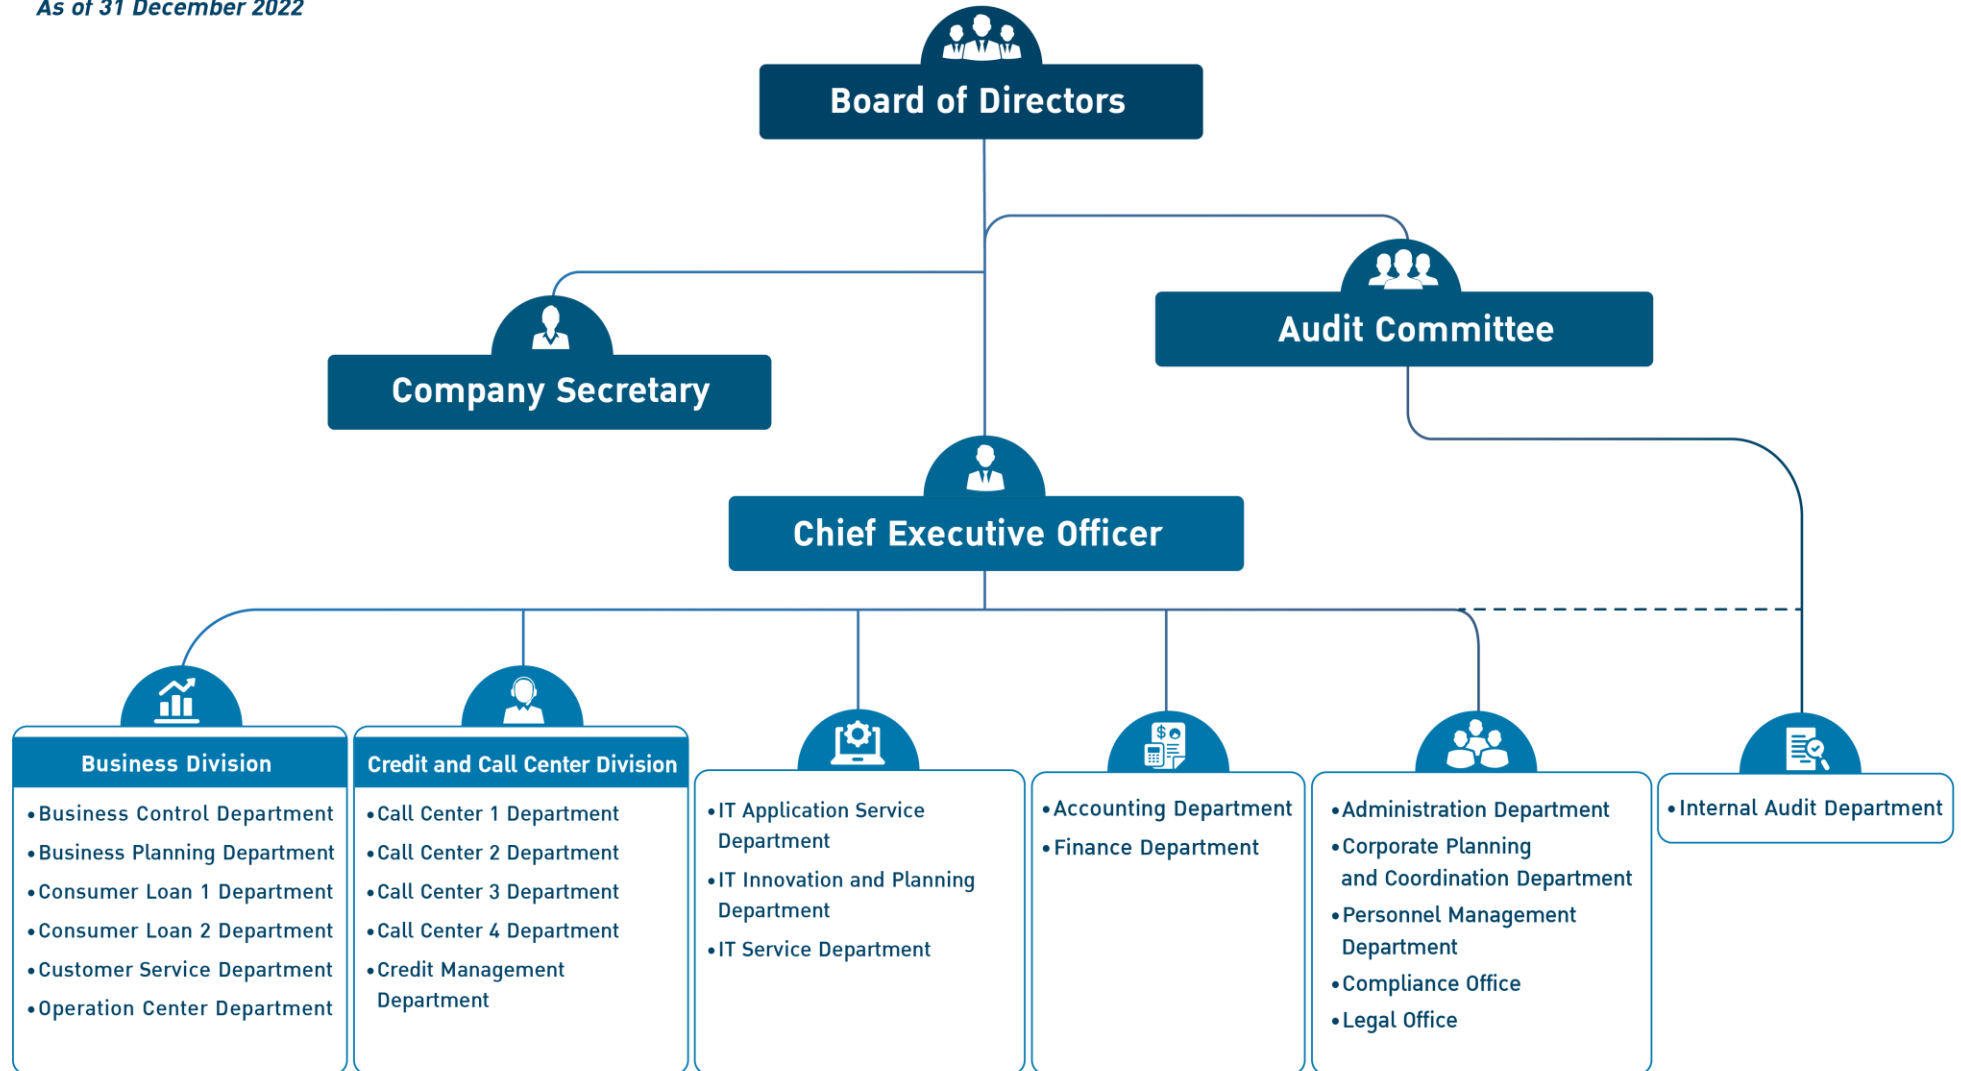 As of 31 December 2022
Board of Directors
Audit Committee
Company Secretary
Chief Executive Officer
Business Division
•Business Control Department
•Business Planning Department
•Consumer Loan 1 Department
•Consumer Loan 2 Department
•Customer Service Department
•Operation Center Department
Credit and Call Center Division
•Call Center 1 Department
•Call Center 2 Department
•Call Center 3 Department
•Call Center 4 Department
•Credit Management
Department
•IT Application Service
Department
•IT Innovation and Planning
Department
•IT Service Department
•Accounting Department
•Finance Department
•Administration Department
•Corporate Planning
and Coordination Department
•Personnel Management
Department
•Compliance Office
•Legal Office
•Internal Audit Department